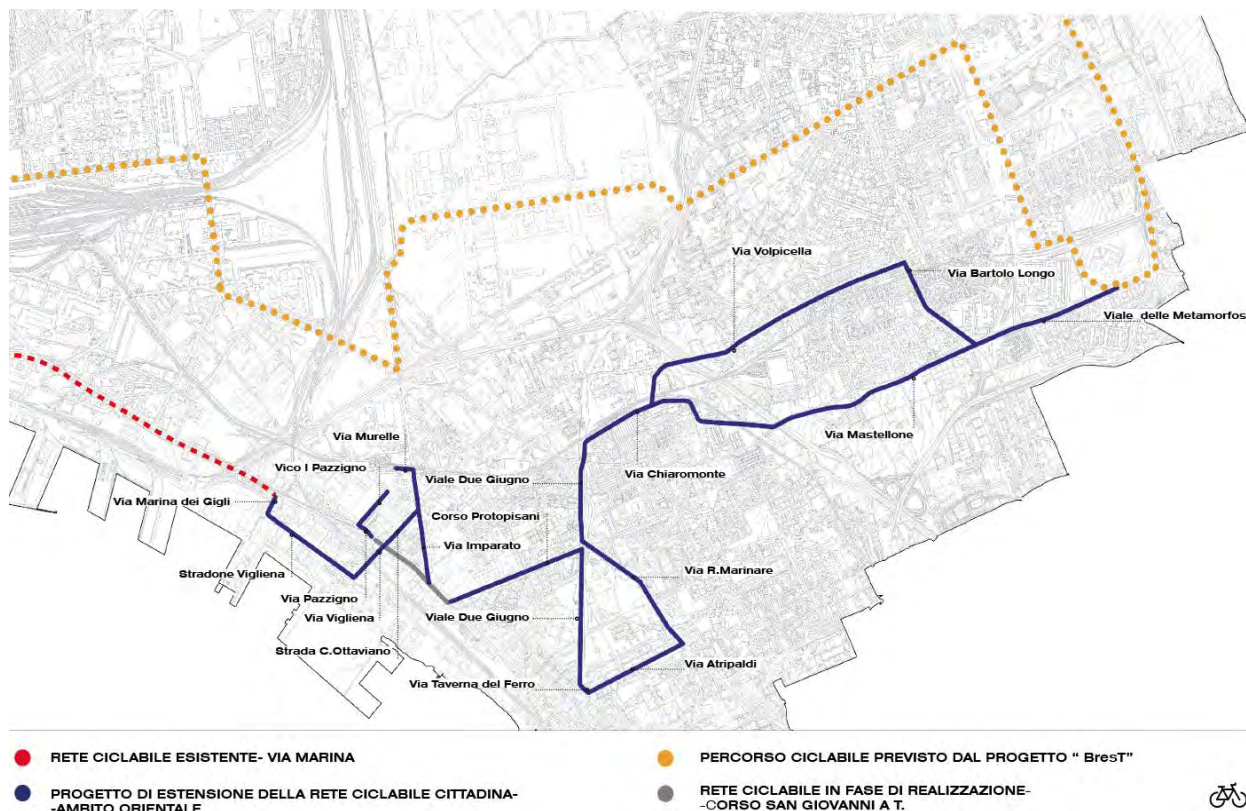 Via Volpicella
Via Bartolo Longo
Viale delle Metamorfos
Via Murelle
Via Mastellone
Vico I Pazzigno
Viale Due Giugno
Via Chiaromonte
Via Marina dei Gigli
Corso Protopisani
Via Imparato
Stradone Vigliena
Via R.Marinare
Via Pazzigno
Via Vigliena
Viale Due Giugno
Strada C.Ottaviano
Via Atripaldi
Via Taverna del Ferro
RETE CICLABILE ESISTENTE- VIA MARINA
PERCORSO CICLABILE PREVISTO DAL PROGETTO “ BresT”
PROGETTO DI ESTENSIONE DELLA RETE CICLABILE CITTADINA-
-AMBITO ORIENTALE
RETE CICLABILE IN FASE DI REALIZZAZIONE-
-CORSO SAN GIOVANNI A T.